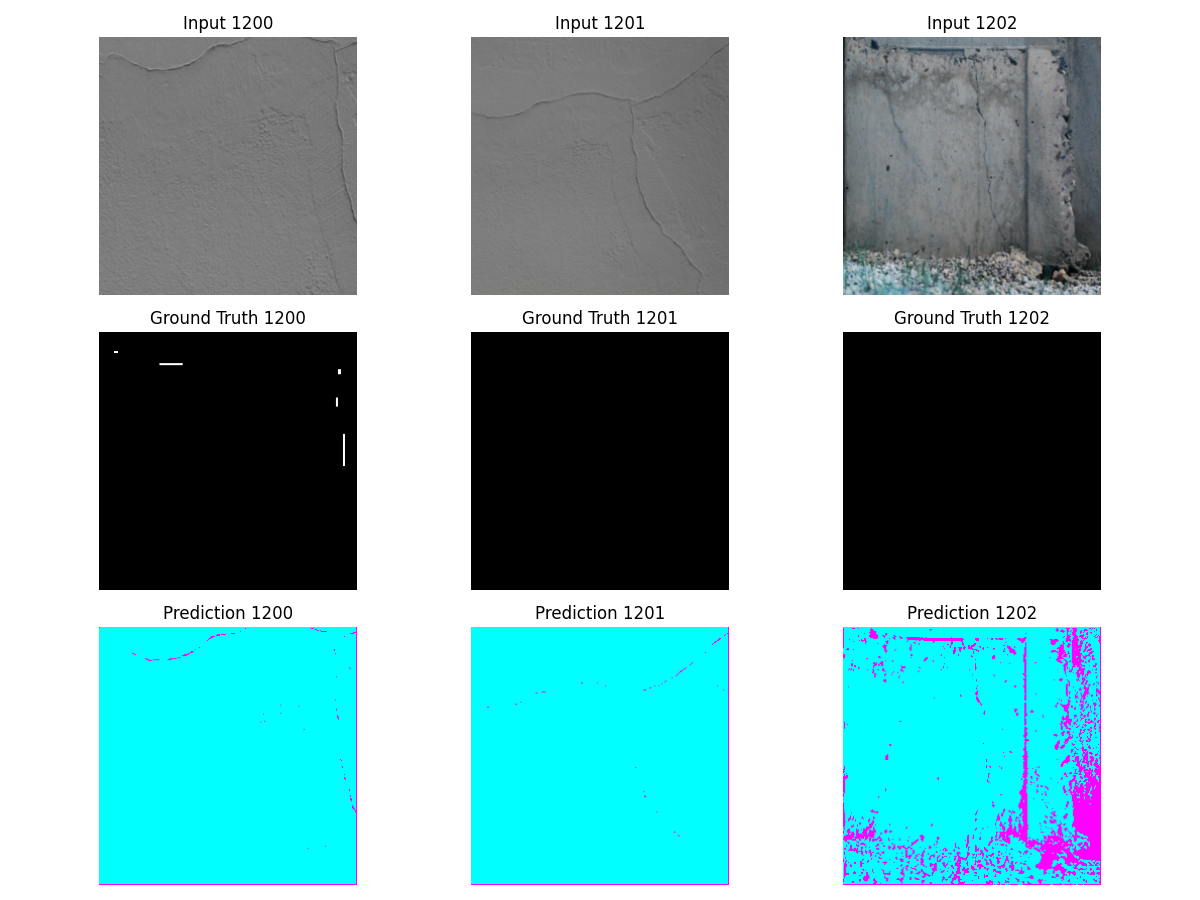 Input 1200
Input 1201
Input 1202
Ground Truth 1200
Ground Truth 1201
Ground Truth 1202
Prediction 1200
Prediction 1201
Prediction 1202